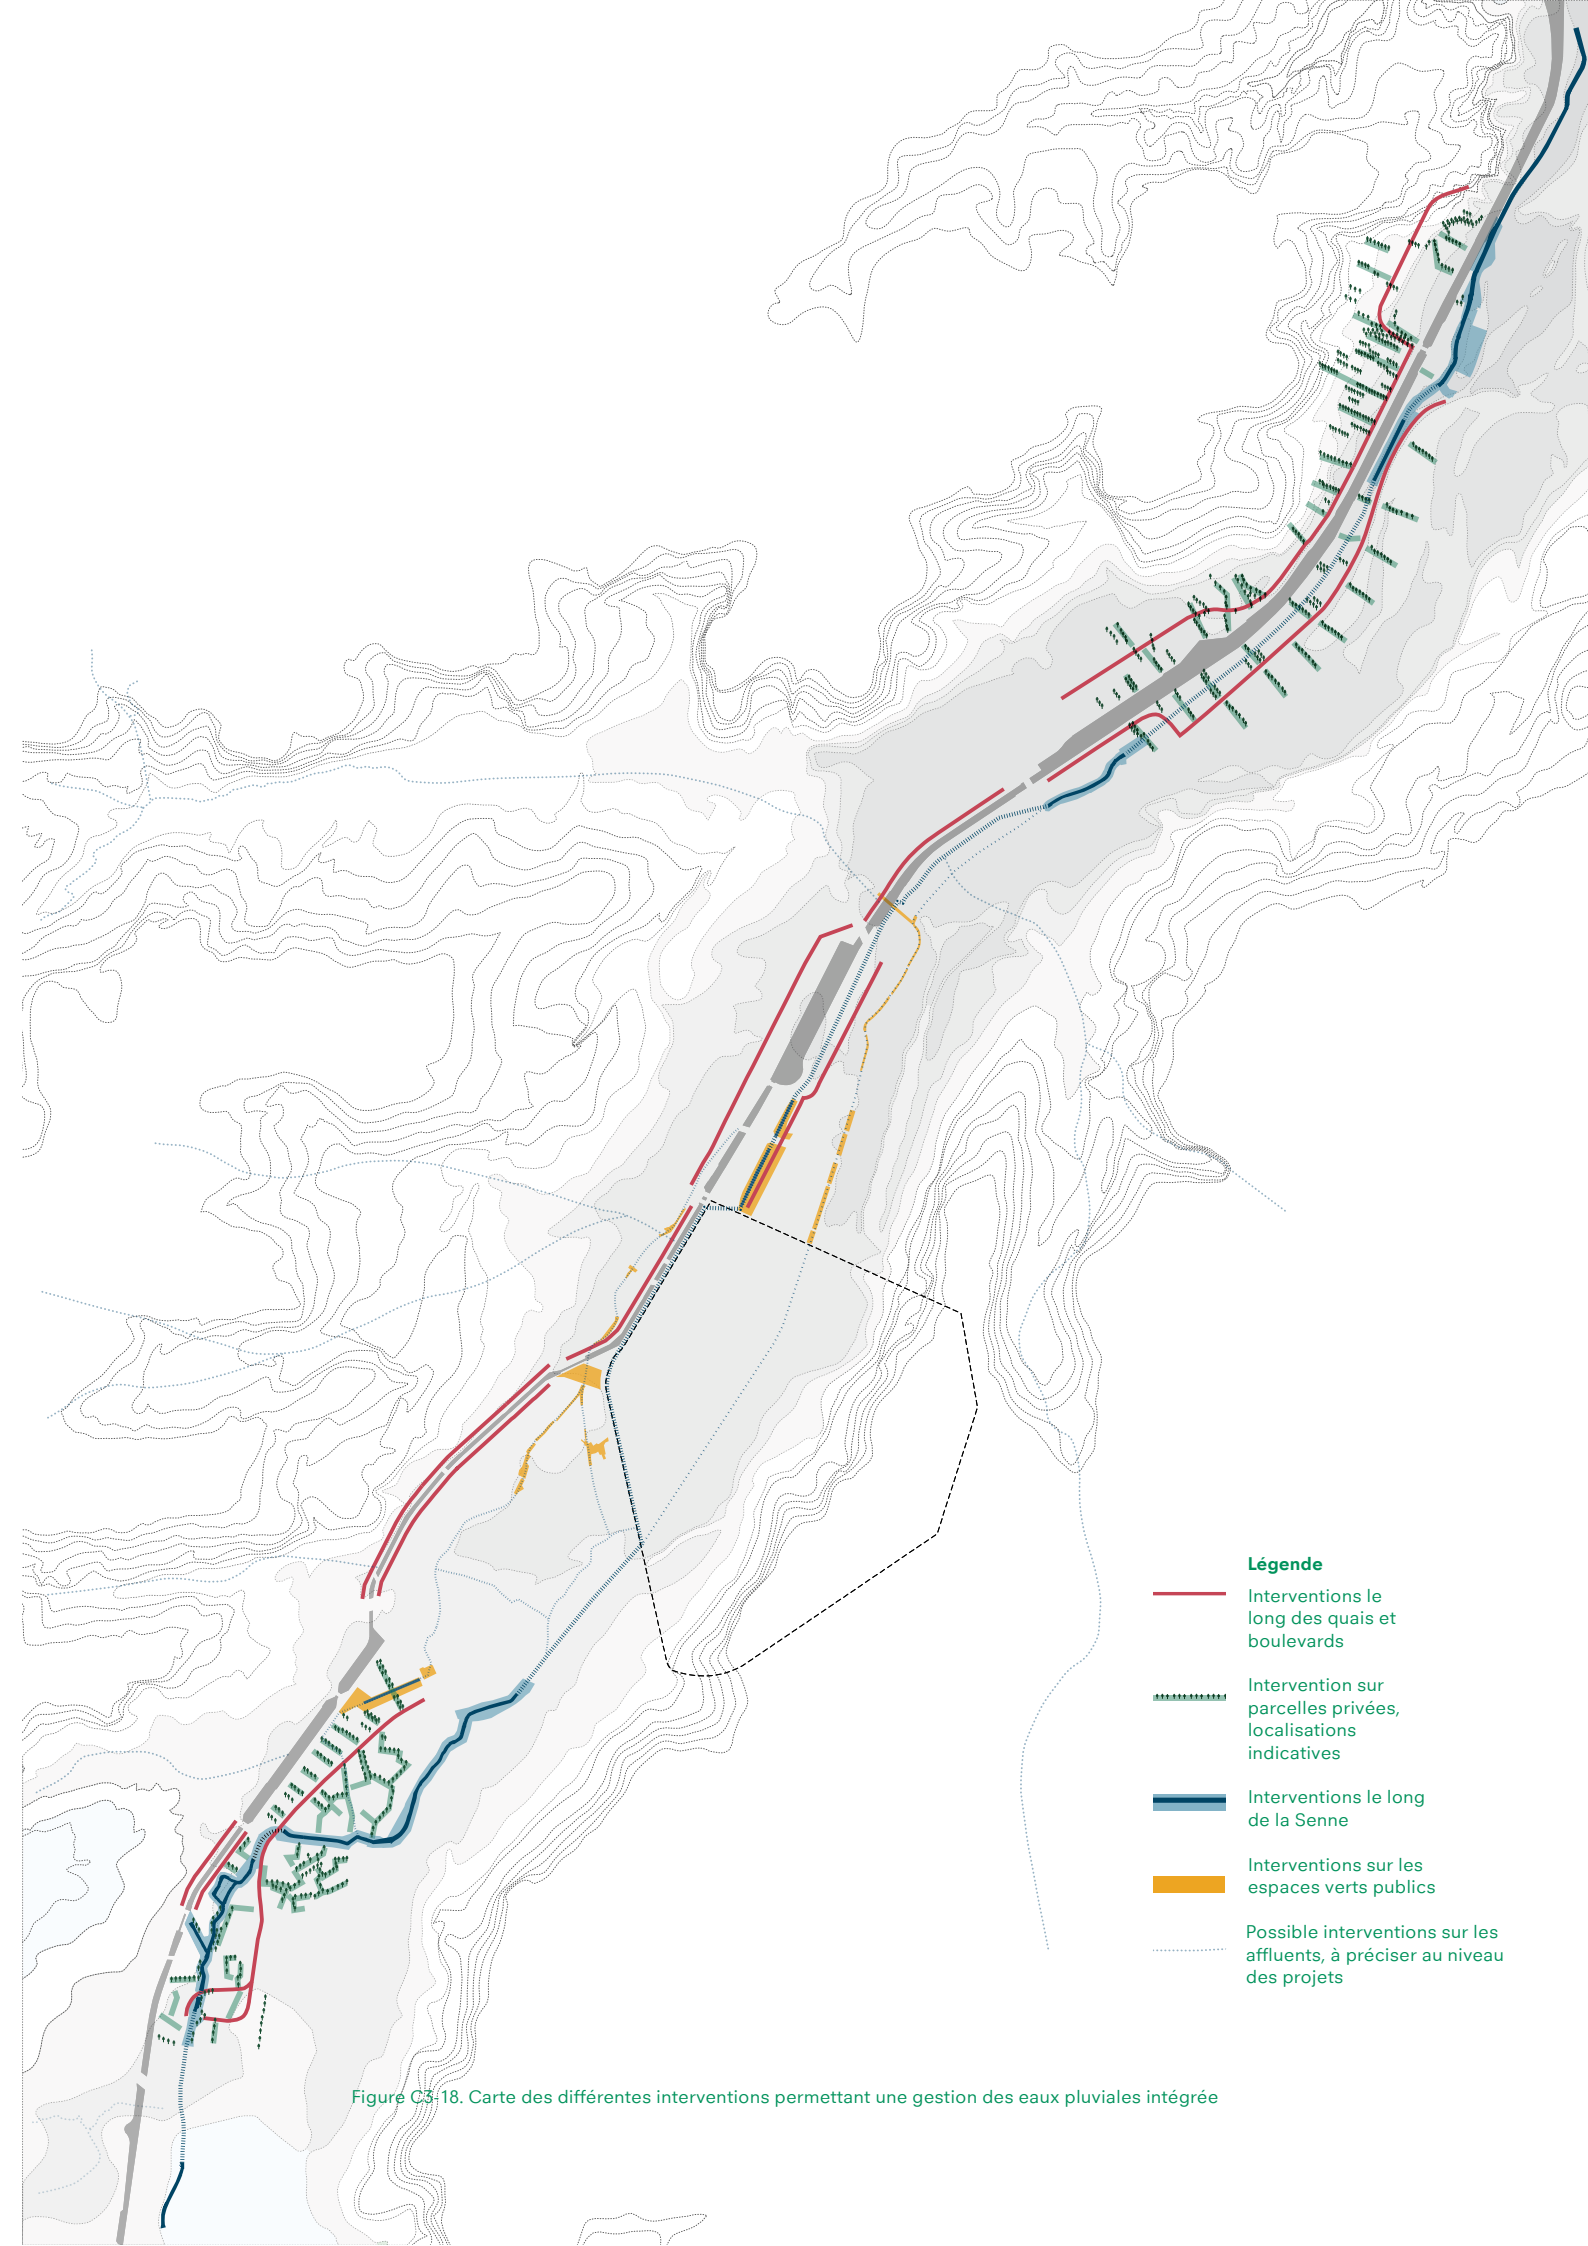 Légende
Interventions le
long des quais et
boulevards
Intervention sur
parcelles privées,
localisations
indicatives
Interventions le long
de la Senne
Interventions sur les
espaces verts publics
Possible interventions sur les
affluents, à préciser au niveau
des projets
Figure C3-18. Carte des différentes interventions permettant une gestion des eaux pluviales intégrée